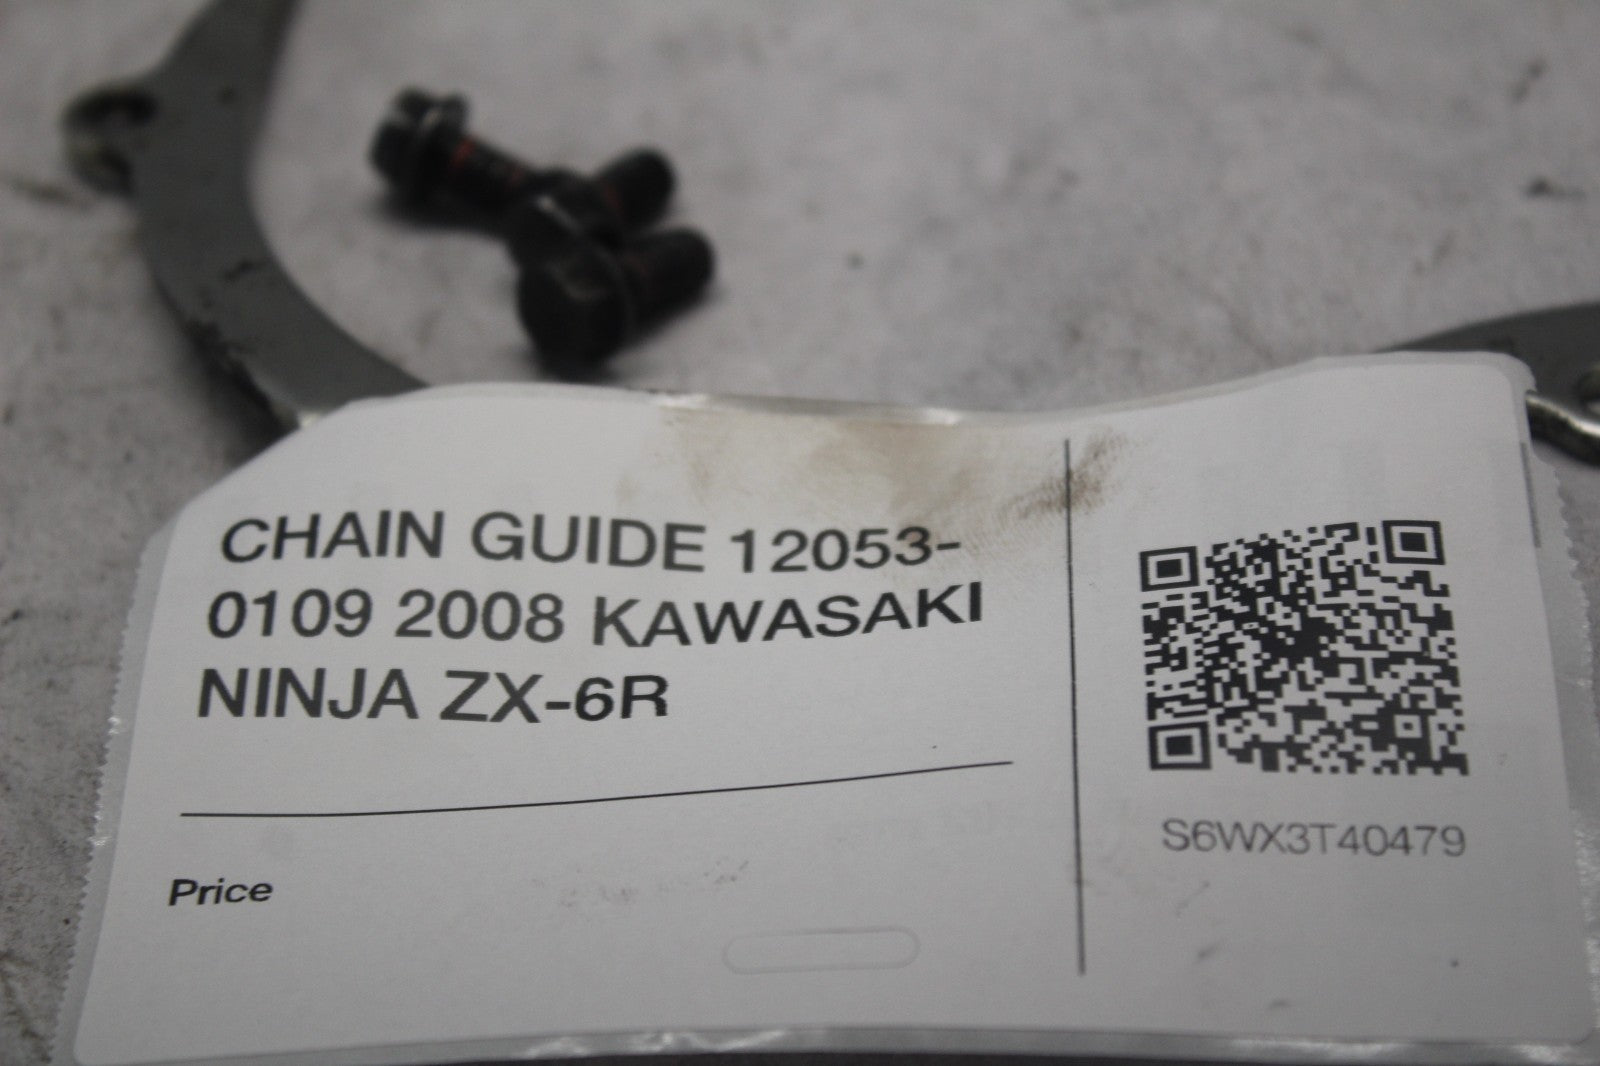 CHAIN GUIDE 12053-
0109 2008 KAWASAKI
NINJA ZX-6R
Price
S6WX3T40479